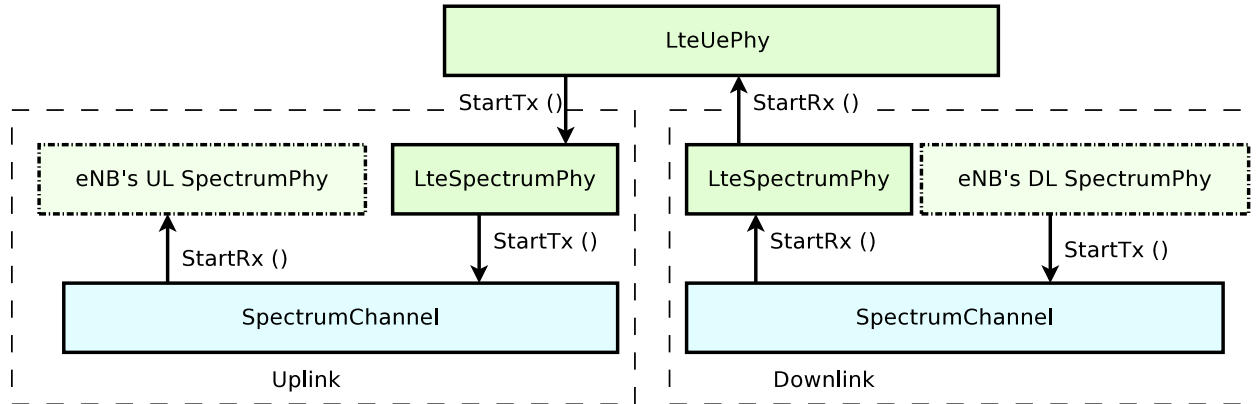 LteUePhy
StartTx ()
StartRx ()
eNB's UL SpectrumPhy
LteSpectrumPhy
LteSpectrumPhy
eNB's DL SpectrumPhy
StartRx ()
StartTx ()
StartRx ()
StartTx ()
SpectrumChannel
SpectrumChannel
Uplink
Downlink